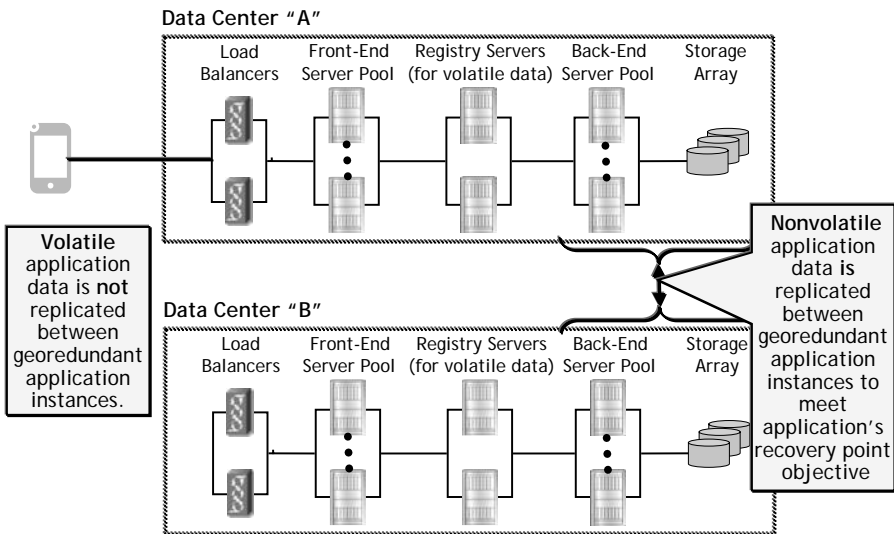 Data Center “A”
Load
Balancers
Front-End
Server Pool
Registry Servers
(for volatile data)
Back-End
Server Pool
Storage
Array
Volatile
application
data is not
replicated
between
georedundant
application
instances.
Nonvolatile
application
data is
replicated
between
georedundant
application
instances to
meet
application's
recovery point
objective
Data Center “B”
Load
Balancers
Front-End
Server Pool
Registry Servers
(for volatile data)
Back-End
Server Pool
Storage
Array